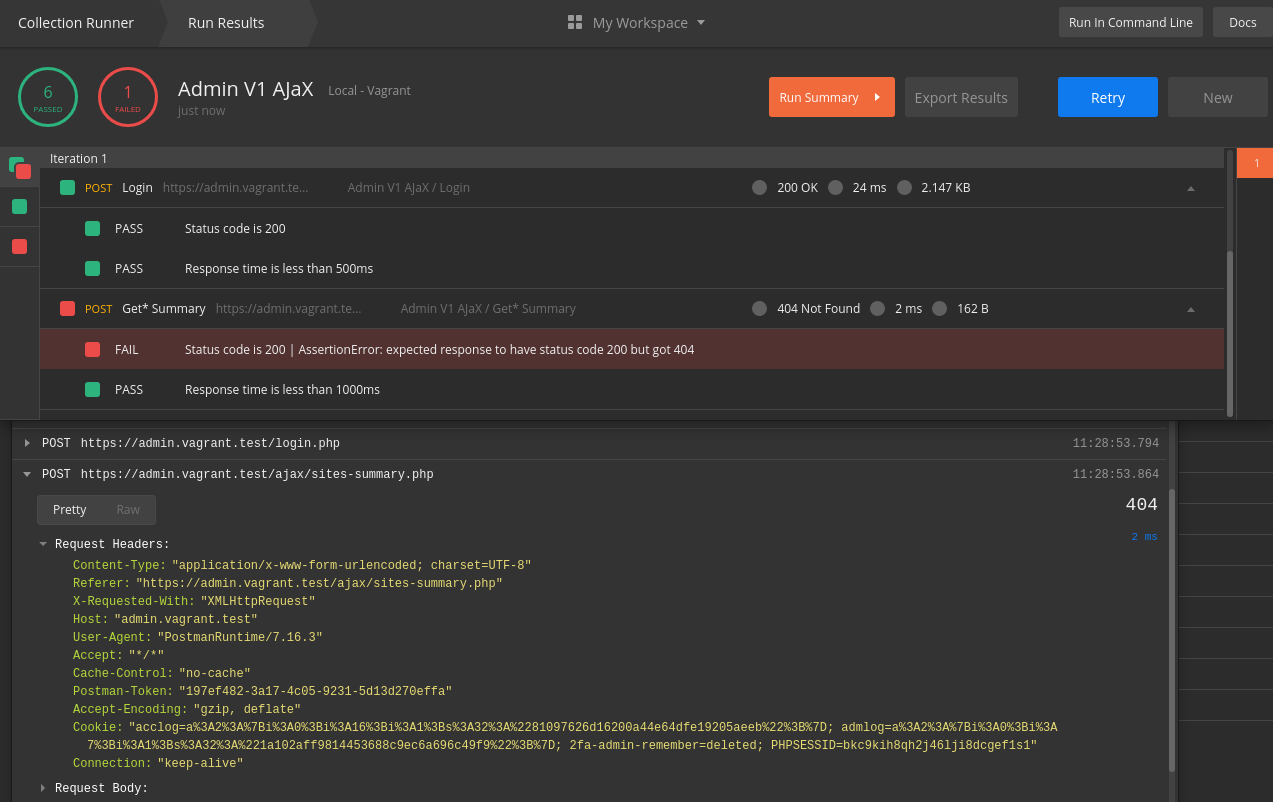 Collection Runner Run Results My Workspace Run In Command Line Docs
6 PASSED 1 FAILED Admin V1 AJaX Local - Vagrant Run Summary Export Results Retry New
just now
Iteration 1 1
POST Login https://admin.vagrant.te... Admin V1 AJaX / Login 200 OK 24 ms 2.147 KB
PASS Status code is 200
PASS Response time is less than 500ms
POST Get* Summary https://admin.vagrant.te... Admin V1 AJaX / Get* Summary 404 Not Found 2 ms 162 B
FAIL Status code is 200 | AssertionError: expected response to have status code 200 but got 404
PASS Response time is less than 1000ms
POST https://admin.vagrant.test/login.php 11:28:53.794
POST https://admin.vagrant.test/ajax/sites-summary.php 11:28:53.864
Pretty Raw 404
2 ms
Request Headers:
Content-Type: "application/x-www-form-urlencoded; charset=UTF-8"
Referer: "https://admin.vagrant.test/ajax/sites-summary.php"
X-Requested-With: "XMLHttpRequest"
Host: "admin.vagrant.test"
User-Agent: "PostmanRuntime/7.16.3"
Accept: "*/*"
Cache-Control: "no-cache"
Postman-Token: "197ef482-3a17-4c05-9231-5d13d270effa"
Accept-Encoding: "gzip, deflate"
Cookie: "acclog=a%3A2%3A%7Bi%3A0%3Bi%3A16%3Bi%3A1%3Bs%3A32%3A%2281097626d16200a44e64dfe19205aeeb%22%3B%7D; admlog=a%3A2%3A%7Bi%3A0%3Bi%3A
7%3Bi%3A1%3Bs%3A32%3A%221a102aff9814453688c9ec6a696c49f9%22%3B%7D; 2fa-admin-remember=deleted; PHPSESSID=bkc9kih8qh2j46lji8dcgef1s1"
Connection: "keep-alive"
Request Body: